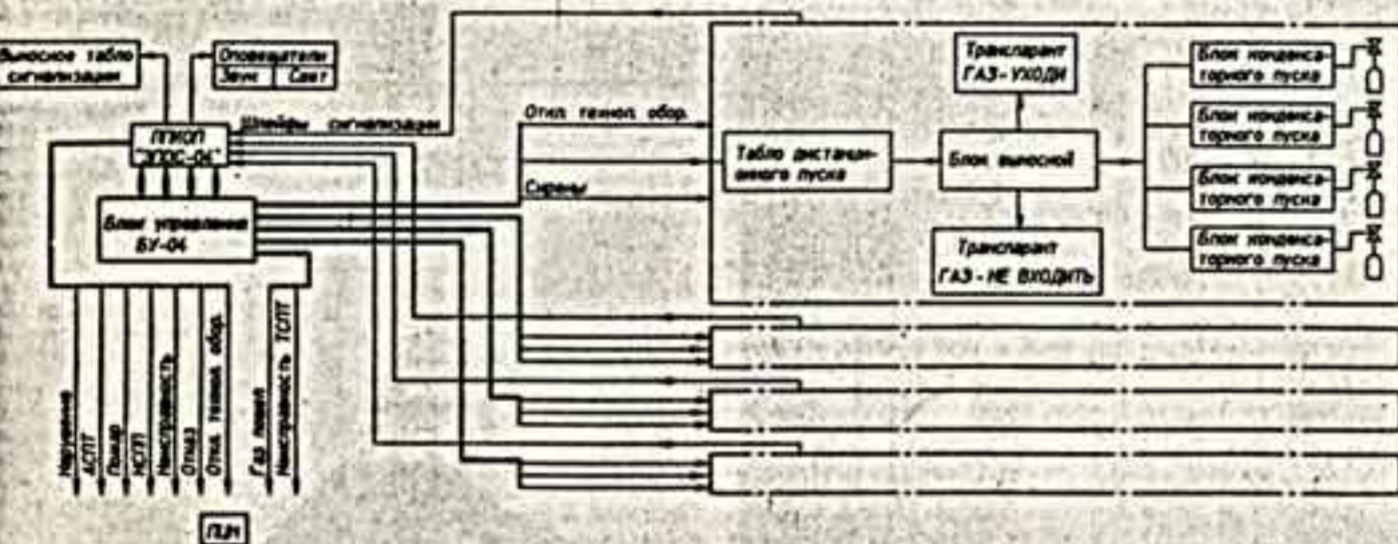 Выносное табло
сигнализации
Оповещатели
Звук Свет
ППКОП
Шлейфы сигнализации
Блок управления
БУ-04
Откл. технол. обор.
Сирены
Табло дистанци-
онного пуска
Транспарант
ГАЗ-УХОДИ
Блок выносной
Транспарант
ГАЗ - НЕ ВХОДИТЬ
Блок конденса-
торного пуска
Блок конденса-
торного пуска
Блок конденса-
торного пуска
Блок конденса-
торного пуска
Нарушение
АСПТ
Пожар
НСП
Неисправность
Отказ
Откл. технол. обор.
Газ пошел
Неисправность ТСПТ
ПЦН